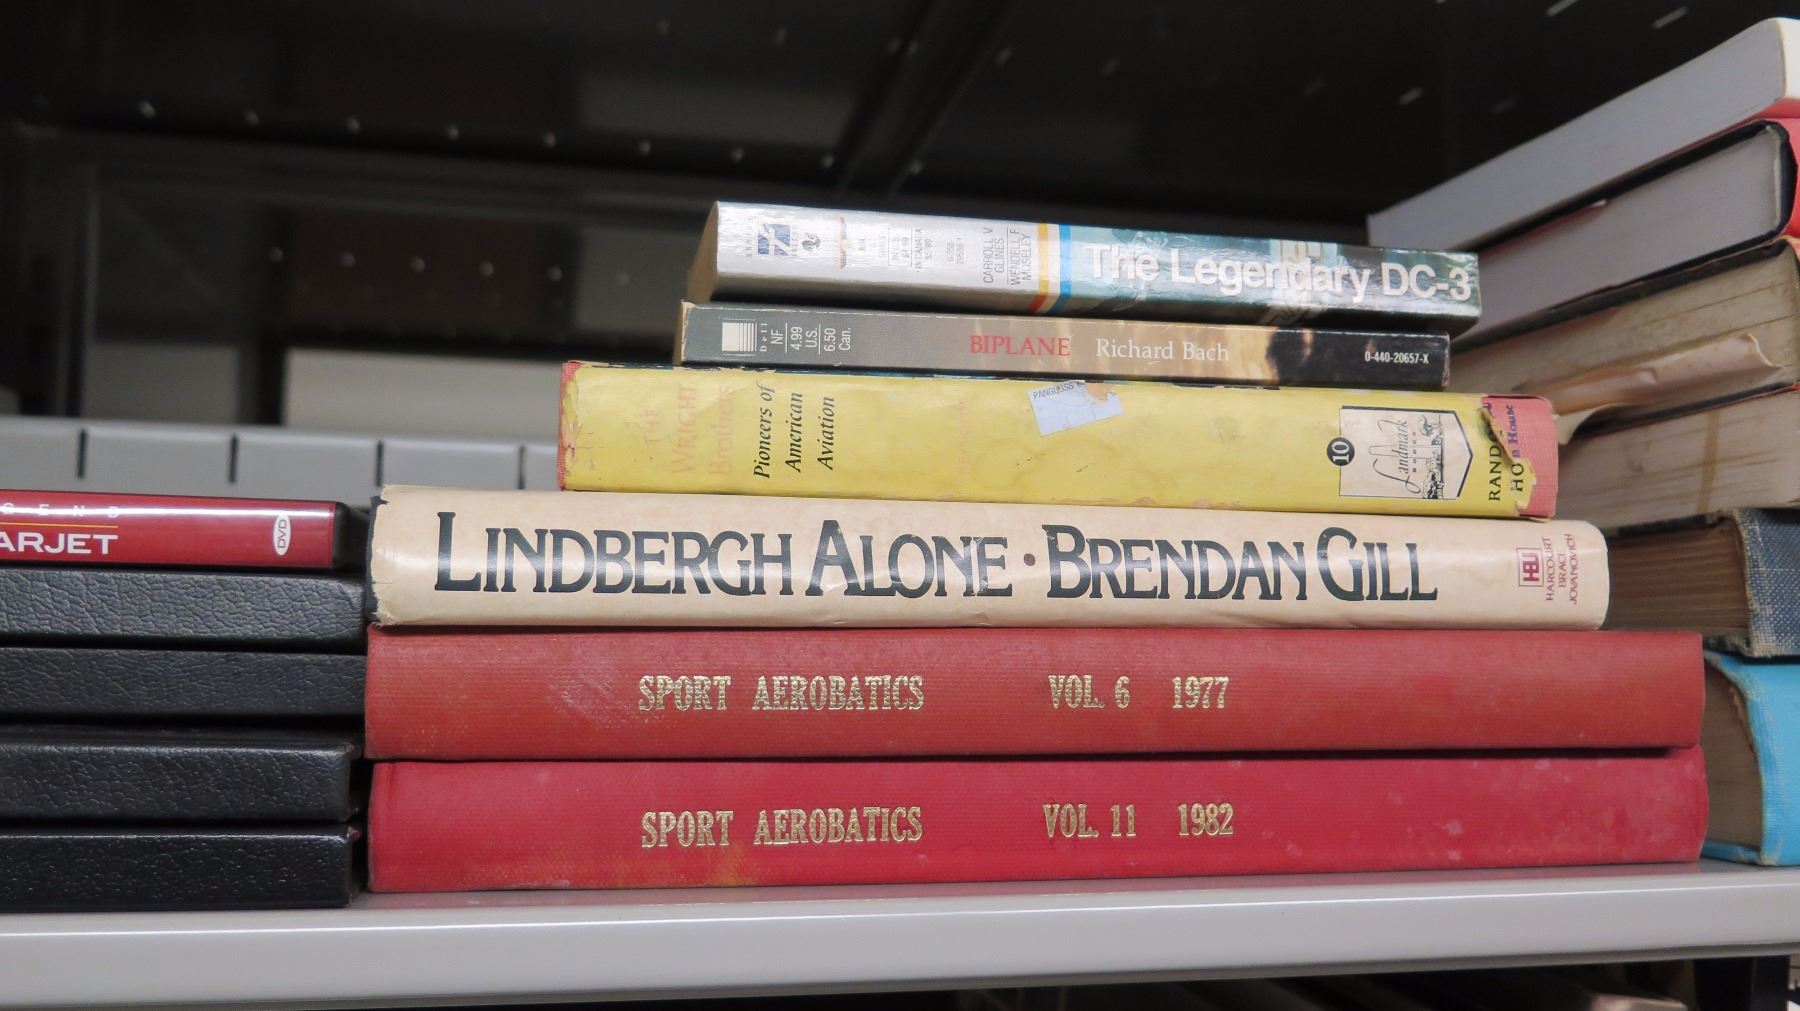 CARROLL V.
GLINES
WENDELL F.
MOSELEY
The Legendary DC-3
Dell
NF
4.99
U.S.
6.50
Can.
BIPLANE Richard Bach
0-440-20657-X
THE
WRIGHT
Brothers
Pioneers of
American
Aviation
10
Landmark
BOOKS
RANDOM
HOUSE
LINDBERGH ALONE • BRENDAN GILL
HBJ
HARCOURT
BRACE
JOVANOVICH
ARJET
DVD
SPORT AEROBATICS VOL. 6 1977
SPORT AEROBATICS VOL. 11 1982